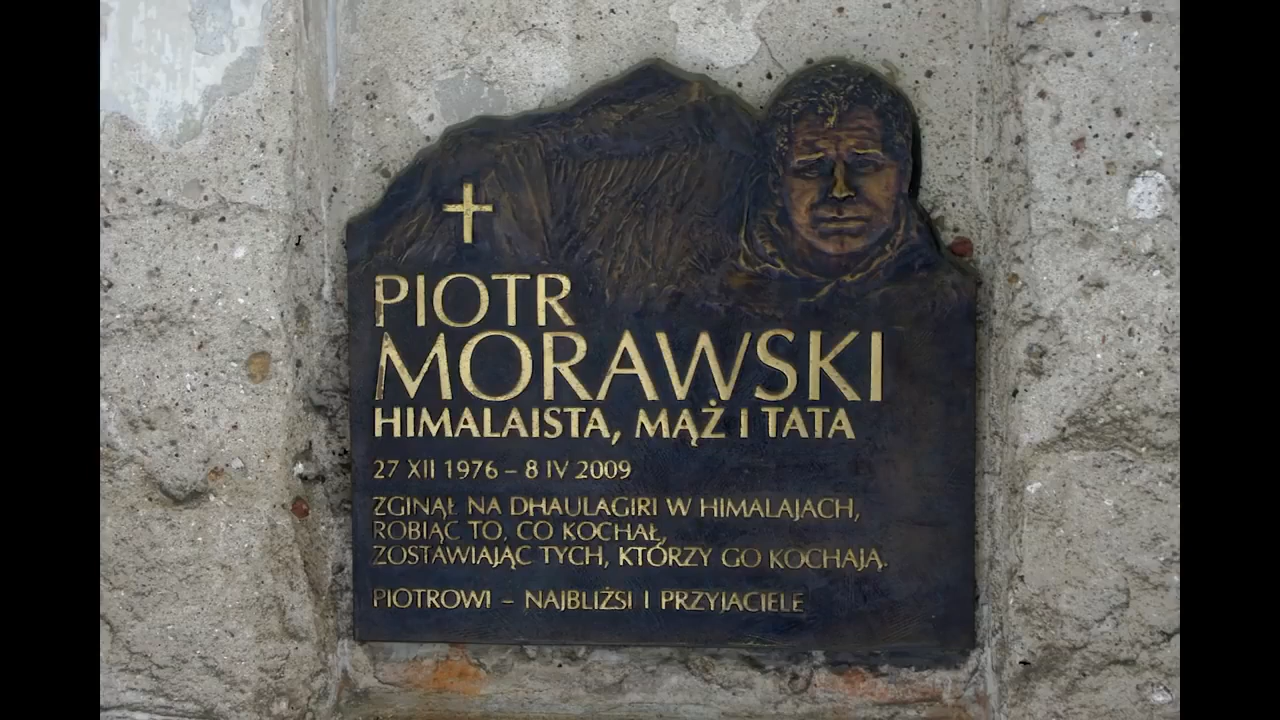 PIOTR
MORAWSKI
HIMALAISTA, MĄŻ I TATA
27 XII 1976 – 8 IV 2009
ZGINĄŁ NA DHAULAGIRI W HIMALAJACH,
ROBIĄC TO, CO KOCHAŁ,
ZOSTAWIAJĄC TYCH, KTÓRZY GO KOCHAJĄ.
PIOTROWI – NAJBLIŻSI I PRZYJACIELE